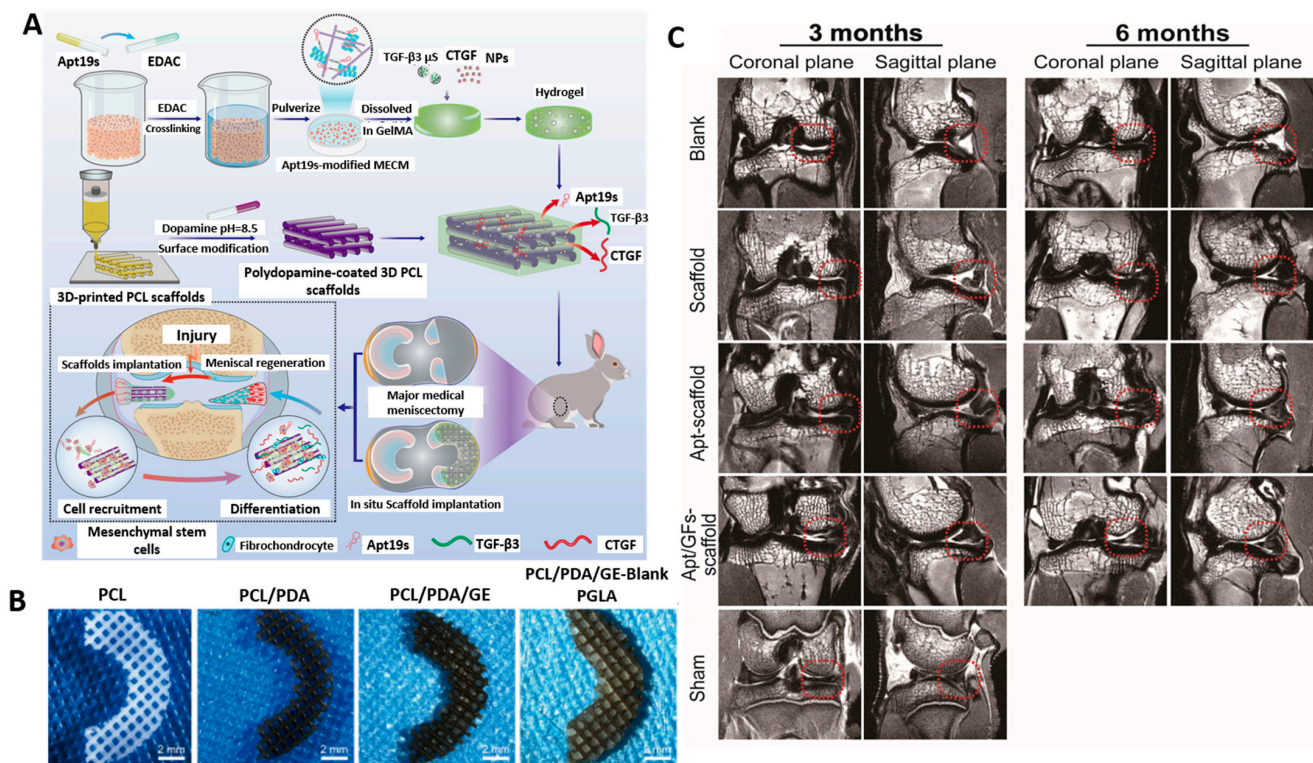 A
Apt19s
EDAC
EDAC
Crosslinking
Pulverize
Apt19s-modified MECM
Dissolved
In GelMA
TGF-β3 μS
CTGF
NPs
Hydrogel
Apt19s
TGF-β3
CTGF
Dopamine pH=8.5
Surface modification
3D-printed PCL scaffolds
Polydopamine-coated 3D PCL
scaffolds
Injury
Scaffolds implantation
Meniscal regeneration
Cell recruitment
Differentiation
Major medical
meniscectomy
In situ Scaffold implantation
Mesenchymal stem
cells
Fibrochondrocyte
Apt19s
TGF-β3
CTGF
B
PCL
PCL/PDA
PCL/PDA/GE
PCL/PDA/GE-Blank
PGLA
2 mm
2 mm
2 mm
2 mm
C
3 months
6 months
Coronal plane
Sagittal plane
Coronal plane
Sagittal plane
Blank
Scaffold
Apt-scaffold
Apt/GFs-
scaffold
Sham